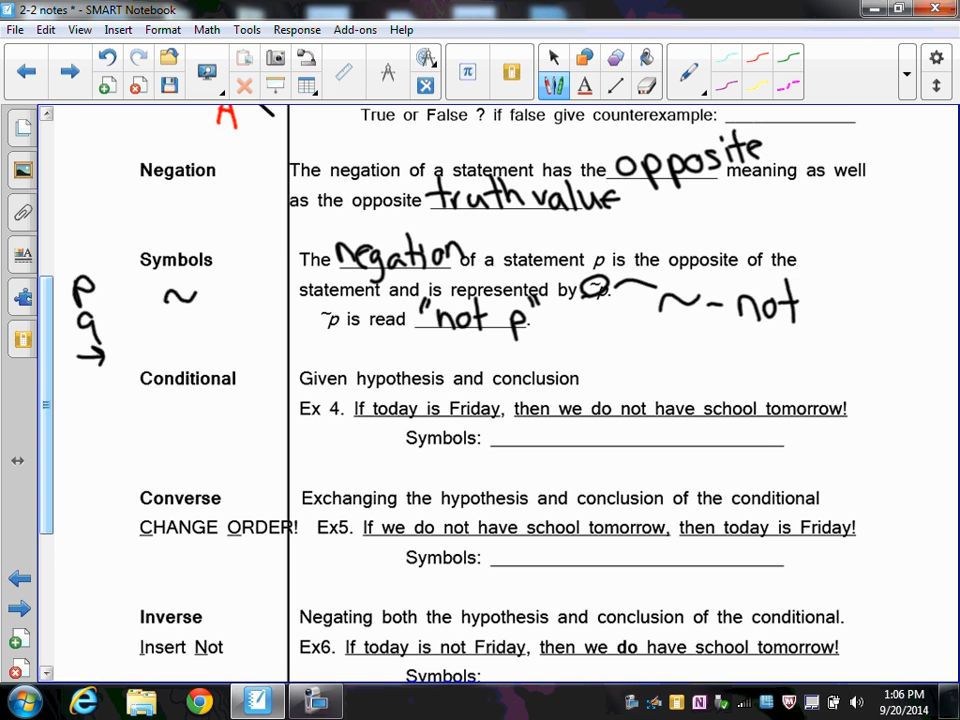 2-2 notes * - SMART Notebook
File Edit View Insert Format Math Tools Response Add-ons Help
A
True or False ? if false give counterexample:
Negation The negation of a statement has the opposite meaning as well
as the opposite truth value
Symbols The negation of a statement p is the opposite of the
~ statement and is represented by ~p. ~ - not
~p is read "not p".
p
q
→
Conditional Given hypothesis and conclusion
Ex 4. If today is Friday, then we do not have school tomorrow!
Symbols:
Converse Exchanging the hypothesis and conclusion of the conditional
CHANGE ORDER! Ex5. If we do not have school tomorrow, then today is Friday!
Symbols:
Inverse Negating both the hypothesis and conclusion of the conditional.
Insert Not Ex6. If today is not Friday, then we do have school tomorrow!
Symbols:
1:06 PM
9/20/2014